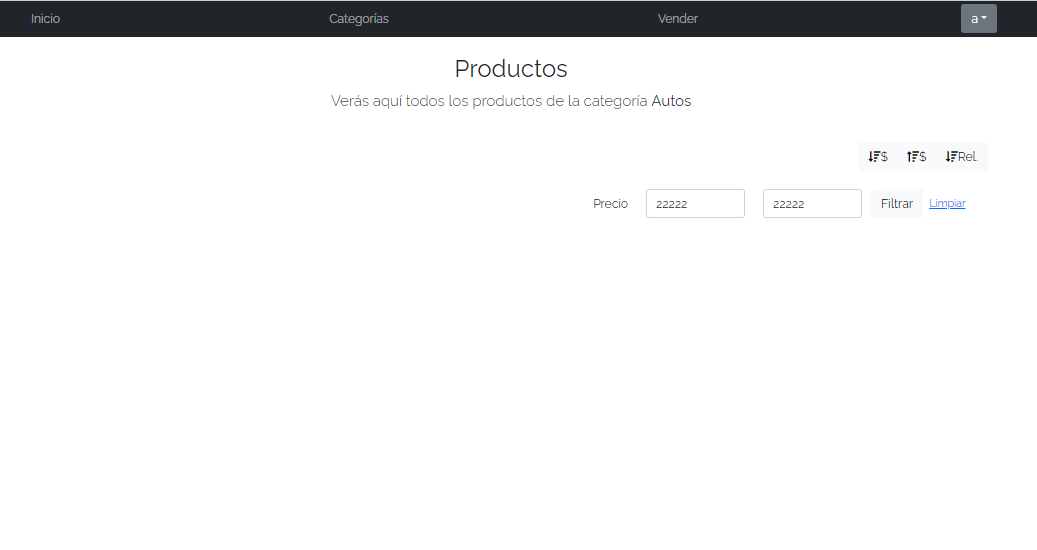 Inicio Categorías Vender a
Productos
Verás aquí todos los productos de la categoría Autos
$ $ Rel.
Precio 22222 22222 Filtrar Limpiar